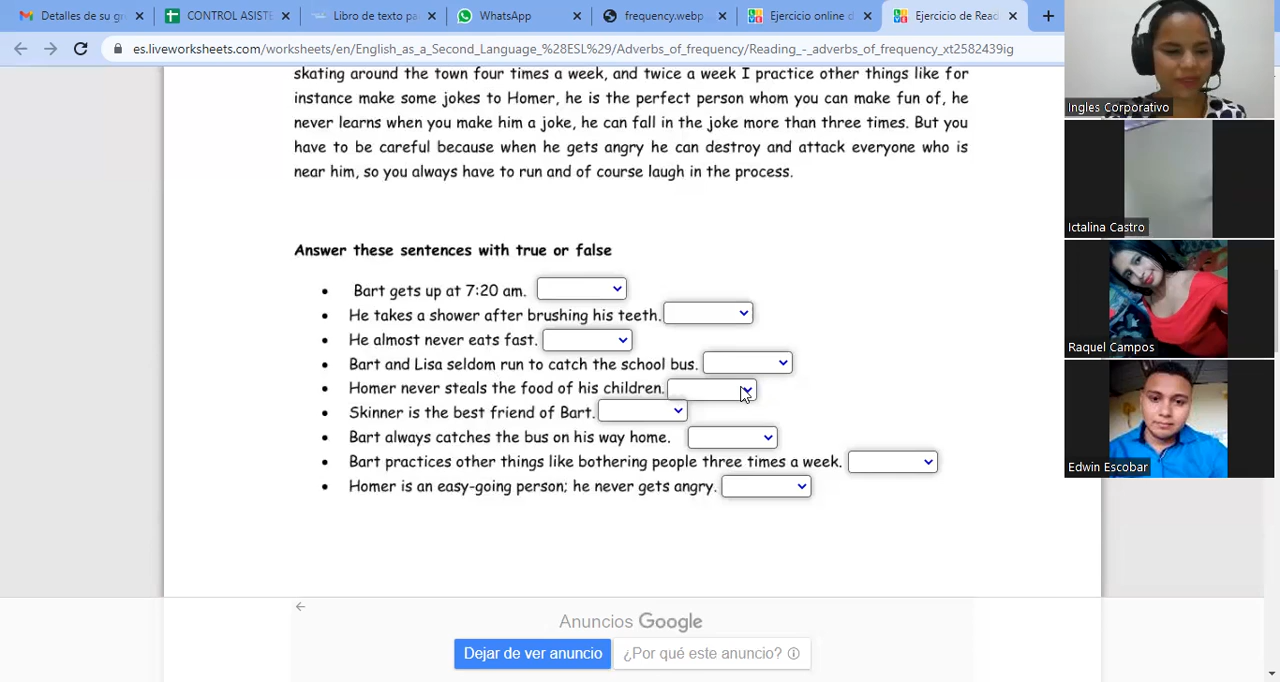 Detalles de su gr
CONTROL ASISTE
Libro de texto pa
WhatsApp
frequency.webp
Ejercicio online d
Ejercicio de Read
es.liveworksheets.com/worksheets/en/English_as_a_Second_Language_%28ESL%29/Adverbs_of_frequency/Reading_-_adverbs_of_frequency_xt2582439ig
skating around the town four times a week, and twice a week I practice other things like for
instance make some jokes to Homer, he is the perfect person whom you can make fun of, he
never learns when you make hm a joke, he can fall in the joke more than three times. But you
have to be careful because when he gets angry he can destroy and attack everyone who is
near him, so you always have to run and of course laugh in the process.
Answer these sentences with true or false
• Bart gets up at 7:20 am.
• He takes a shower after brushing his teeth.
• He almost never eats fast.
• Bart and Lisa seldom run to catch the school bus.
• Homer never steals the food of his children.
• Skinner is the best friend of Bart.
• Bart always catches the bus on his way home.
• Bart practices other things like bothering people three times a week.
• Homer is an easy-going person; he never gets angry.
Anuncios Google
Dejar de ver anuncio
¿Por qué este anuncio?
Ingles Corporativo
Ictalina Castro
Raquel Campos
Edwin Escobar